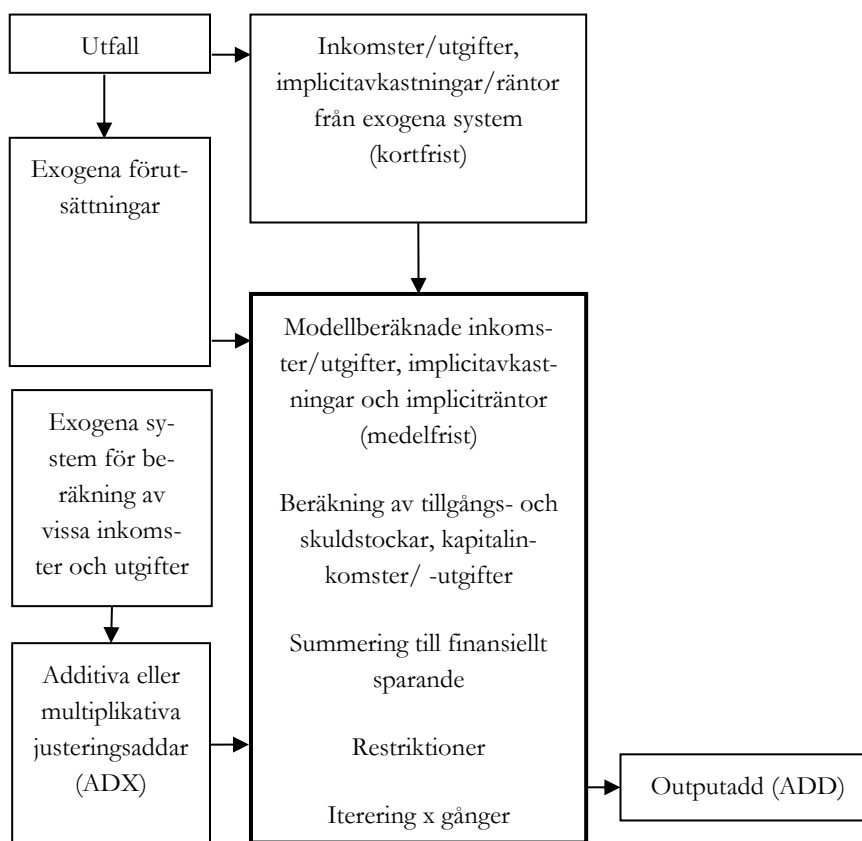 Utfall
Inkomster/utgifter,
implicitavkastningar/räntor
från exogena system
(kortfrist)
Exogena förut-
sättningar
Modellberäknade inkoms-
ter/utgifter, implicitavkast-
ningar och impliciträntor
(medelfrist)
Beräkning av tillgångs- och
skuldstockar, kapitalin-
komster/ -utgifter
Summering till finansiellt
sparande
Restriktioner
Iterering x gånger
Exogena sy-
stem för be-
räkning av
vissa inkoms-
ter och utgifter
Additiva eller
multiplikativa
justeringsaddar
(ADX)
Outputadd (ADD)